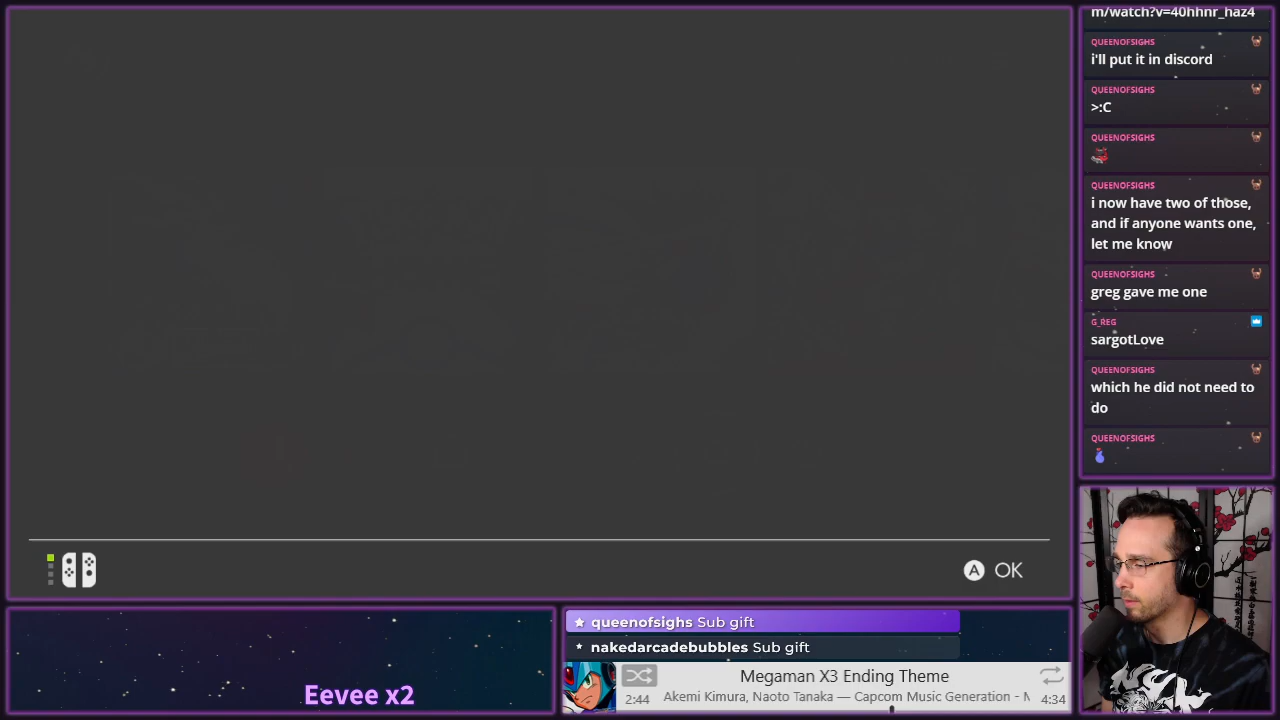 m/watch?v=40hhnr_haz4
QUEENOFSIGHS
i'll put it in discord
QUEENOFSIGHS
>:C
QUEENOFSIGHS
QUEENOFSIGHS
i now have two of those,
and if anyone wants one,
let me know
QUEENOFSIGHS
greg gave me one
G_REG
sargotLove
QUEENOFSIGHS
which he did not need to
do
QUEENOFSIGHS
A OK
Eevee x2
queenofsighs Sub gift
nakedarcadebubbles Sub gift
Megaman X3 Ending Theme
2:44
Akemi Kimura, Naoto Tanaka — Capcom Music Generation - M
4:34